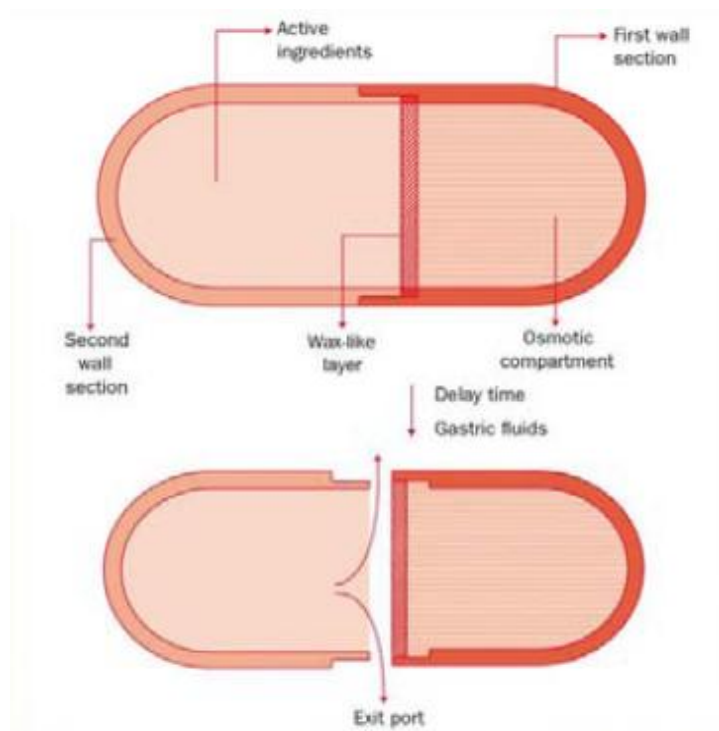 Active
ingredients
First wall
section
Second
wall
section
Wax-like
layer
Osmotic
compartment
Delay time
Gastric fluids
Exit port